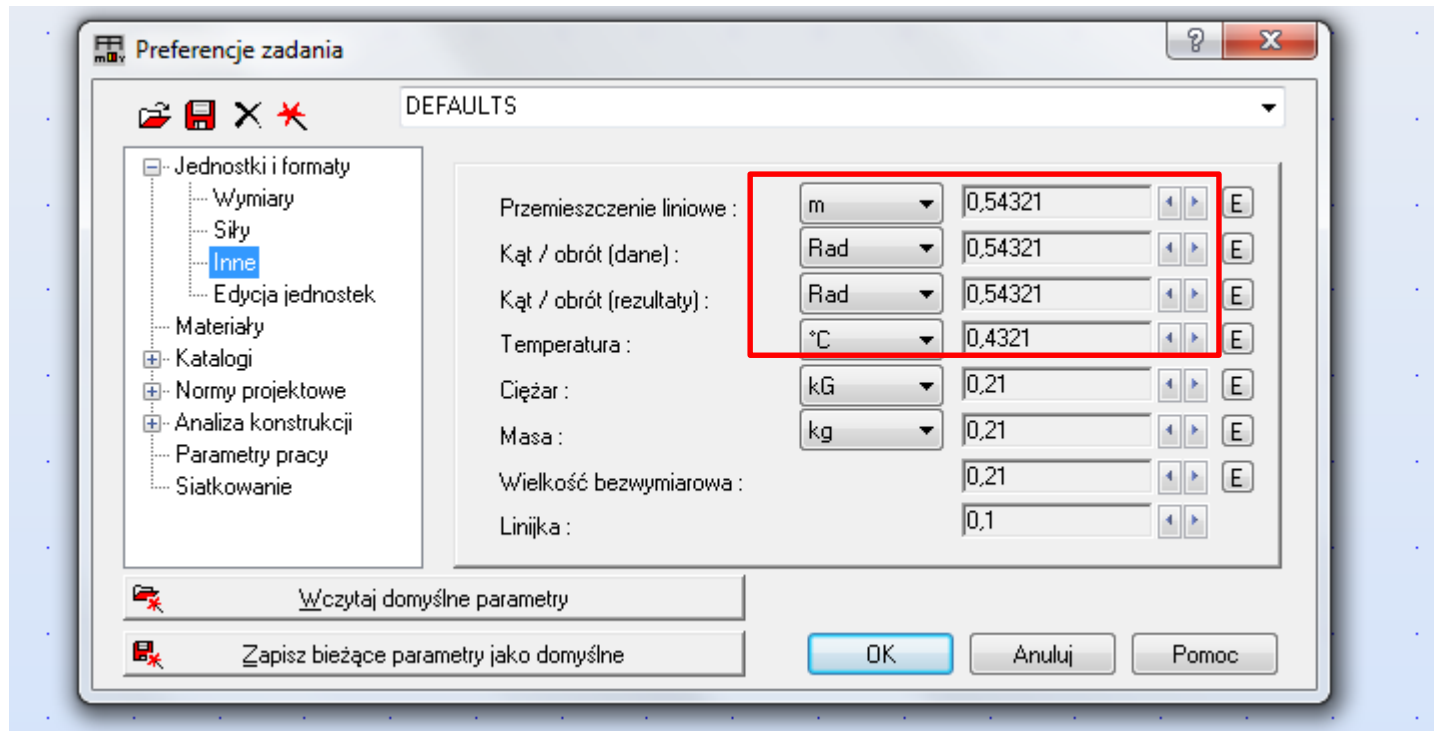 Preferencje zadania
DEFAULTS
Jednostki i formaty
Wymiary
Siły
Inne
Edycja jednostek
Materiały
Katalogi
Normy projektowe
Analiza konstrukcji
Parametry pracy
Siatkowanie
Przemieszczenie liniowe : m 0,54321 E
Kąt / obrót (dane) : Rad 0,54321 E
Kąt / obrót (rezultaty) : Rad 0,54321 E
Temperatura : °C 0,4321 E
Ciężar : kG 0,21 E
Masa : kg 0,21 E
Wielkość bezwymiarowa : 0,21 E
Linijka : 0,1
Wczytaj domyślne parametry
Zapisz bieżące parametry jako domyślne
OK Anuluj Pomoc